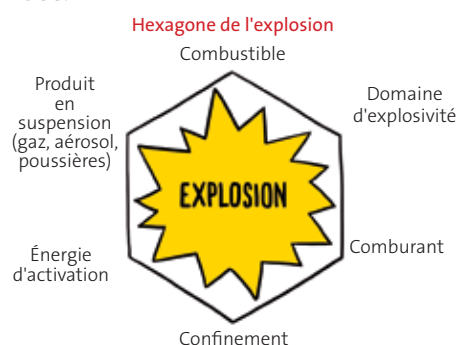 Hexagone de l'explosion
Combustible
Produit
en
suspension
(gaz, aérosol,
poussières)
Domaine
d'explosivité
EXPLOSION
Énergie
d'activation
Comburant
Confinement